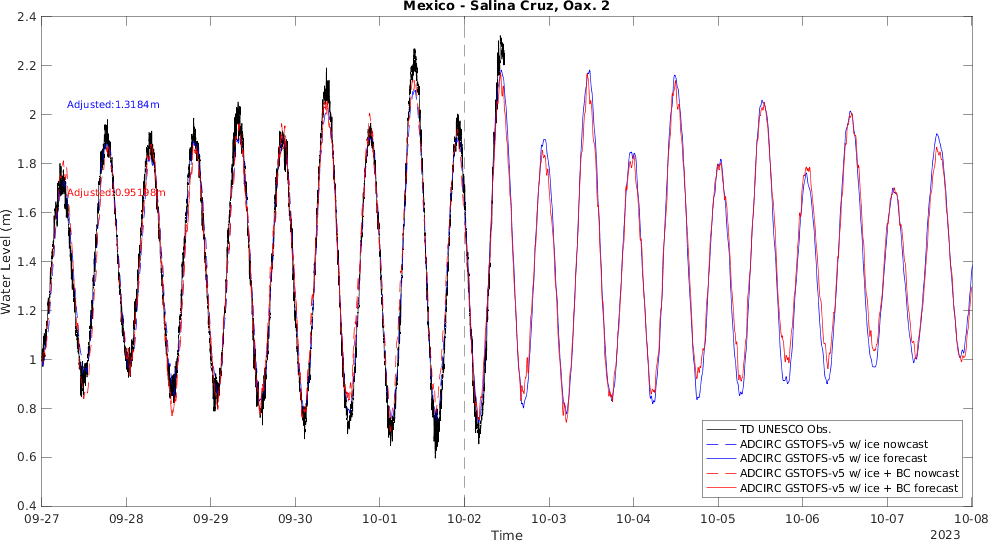 Mexico - Salina Cruz, Oax. 2
2.4
2.2
2
1.8
1.6
1.4
1.2
1
0.8
0.6
0.4
Water Level (m)
Adjusted:1.3184m
Adjusted:0.95198m
TD UNESCO Obs.
ADCIRC GSTOFS-v5 w/ ice nowcast
ADCIRC GSTOFS-v5 w/ ice forecast
ADCIRC GSTOFS-v5 w/ ice + BC nowcast
ADCIRC GSTOFS-v5 w/ ice + BC forecast
09-27 09-28 09-29 09-30 10-01 10-02 10-03 10-04 10-05 10-06 10-07 10-08
Time
2023